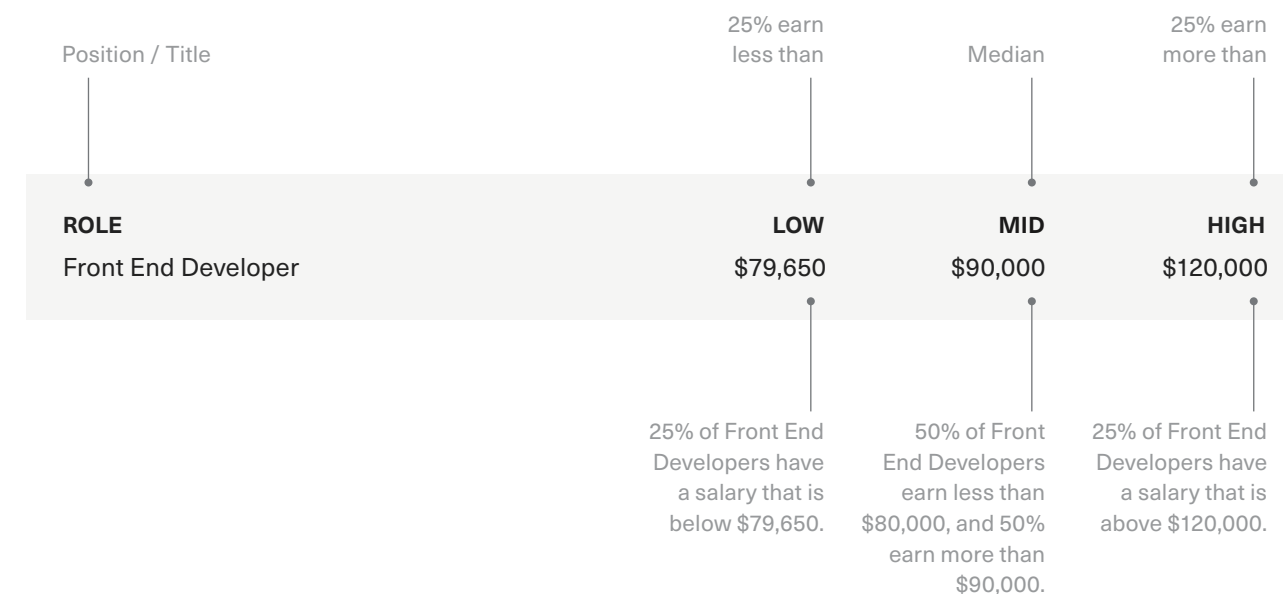 Position / Title
25% earn
less than
Median
25% earn
more than
ROLE LOW MID HIGH
Front End Developer $79,650 $90,000 $120,000
25% of Front End
Developers have
a salary that is
below $79,650.
50% of Front
End Developers
earn less than
$80,000, and 50%
earn more than
$90,000.
25% of Front End
Developers have
a salary that is
above $120,000.